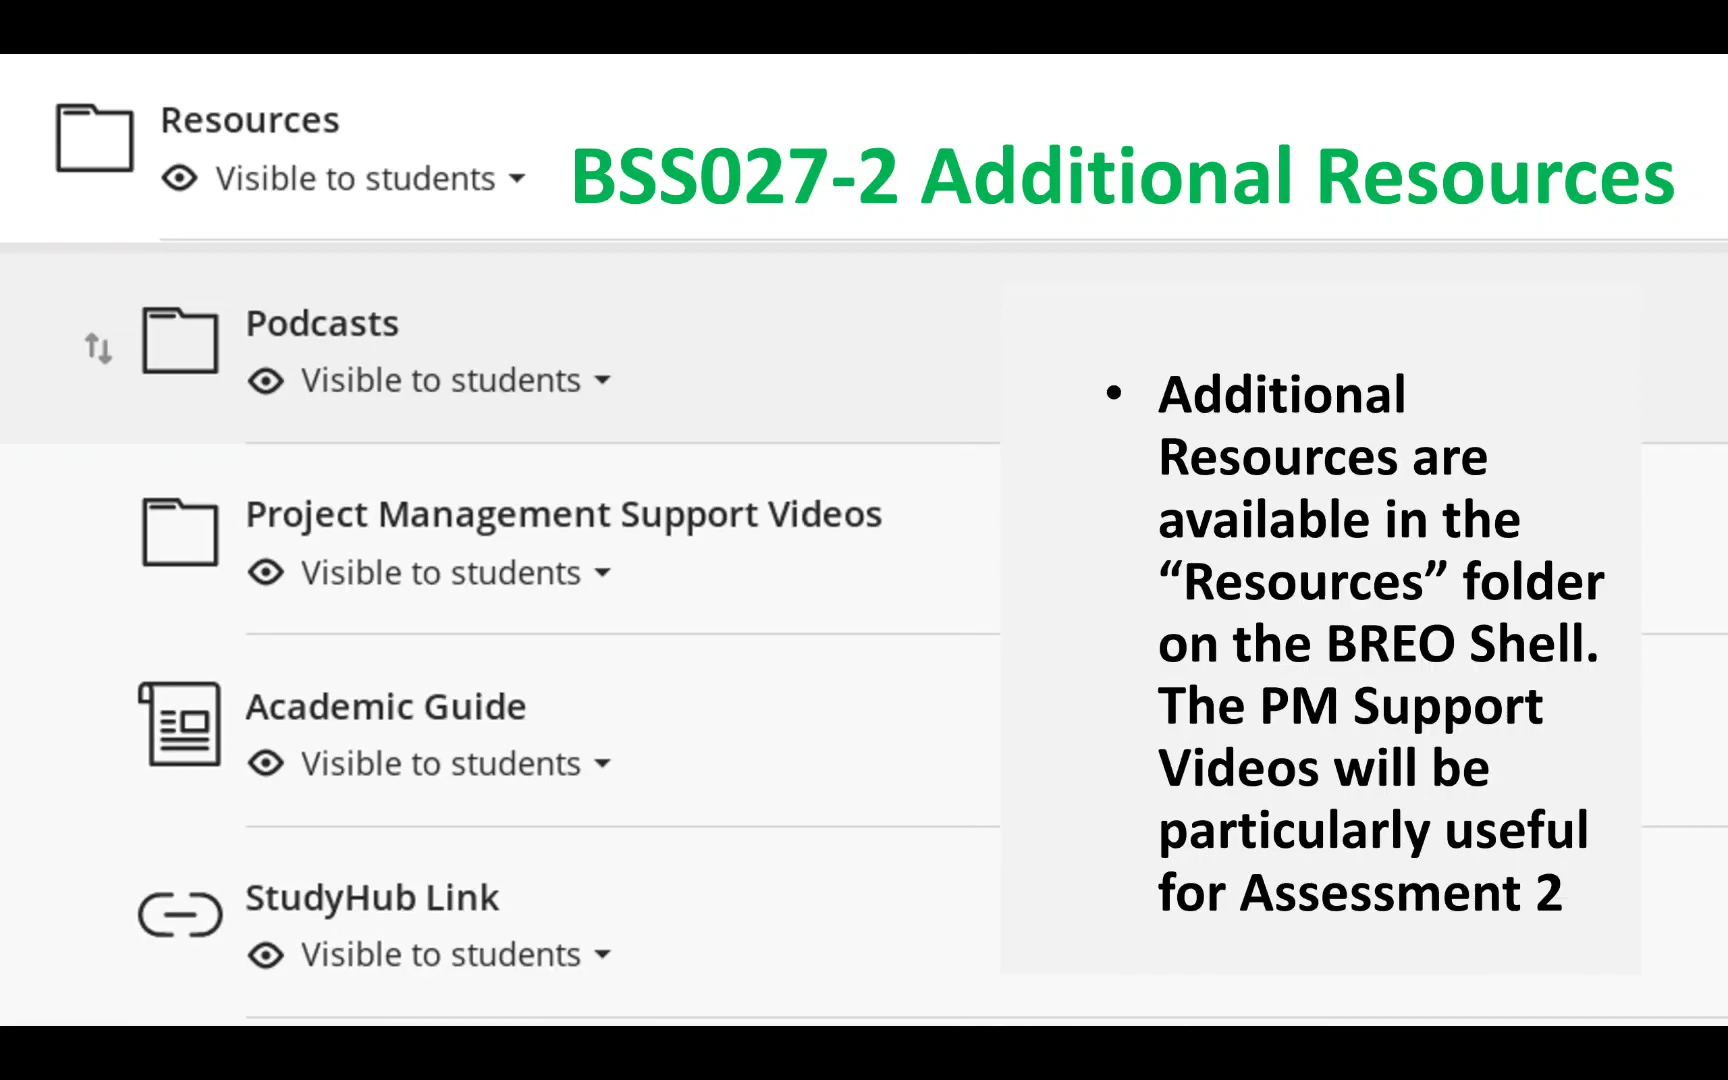 Resources
Visible to students
BSS027-2 Additional Resources
Podcasts
Visible to students
Project Management Support Videos
Visible to students
Academic Guide
Visible to students
StudyHub Link
Visible to students
• Additional
Resources are
available in the
“Resources” folder
on the BREO Shell.
The PM Support
Videos will be
particularly useful
for Assessment 2